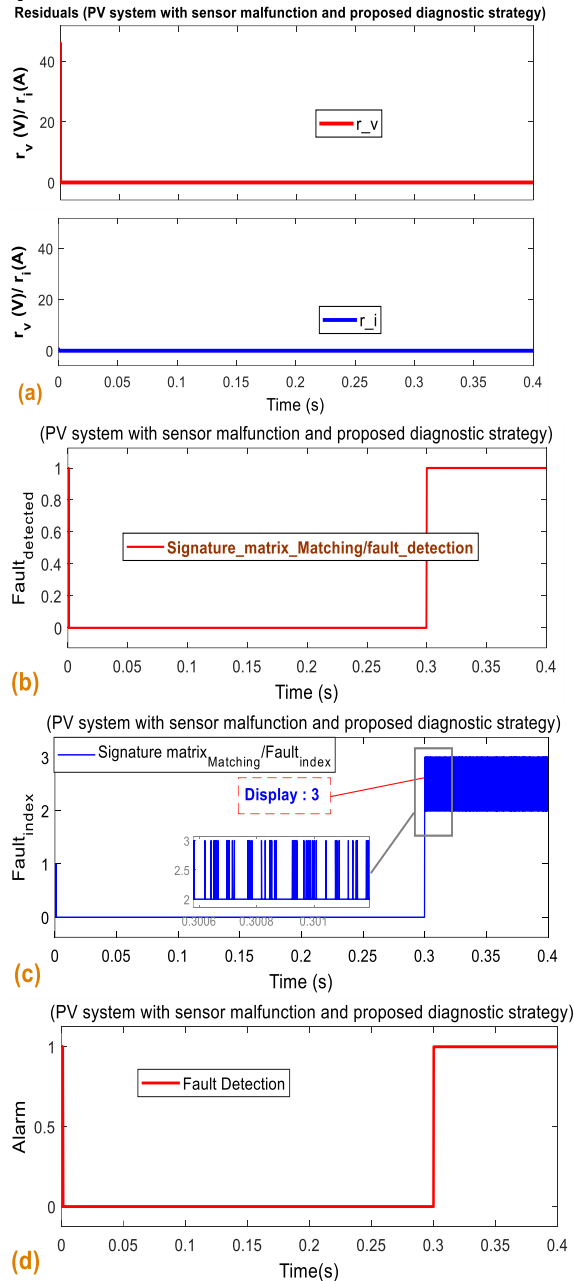 Residuals (PV system with sensor malfunction and proposed diagnostic strategy)
r_v (V)/ r_i(A)
40
20
0
r_v
r_v (V)/ r_i(A)
40
20
0
r_i
0 0.05 0.1 0.15 0.2 0.25 0.3 0.35 0.4
Time (s)
(a)
(PV system with sensor malfunction and proposed diagnostic strategy)
Fault_detected
1
0.8
0.6
0.4
0.2
0
Signature_matrix_Matching/fault_detection
0 0.05 0.1 0.15 0.2 0.25 0.3 0.35 0.4
Time (s)
(b)
(PV system with sensor malfunction and proposed diagnostic strategy)
Fault_index
3
2
1
0
Signature matrix_Matching/Fault_index
Display : 3
3
2.5
2
0.3006 0.3008 0.301
0 0.05 0.1 0.15 0.2 0.25 0.3 0.35 0.4
Time (s)
(c)
(PV system with sensor malfunction and proposed diagnostic strategy)
Alarm
1
0.5
0
Fault Detection
0 0.05 0.1 0.15 0.2 0.25 0.3 0.35 0.4
Time(s)
(d)